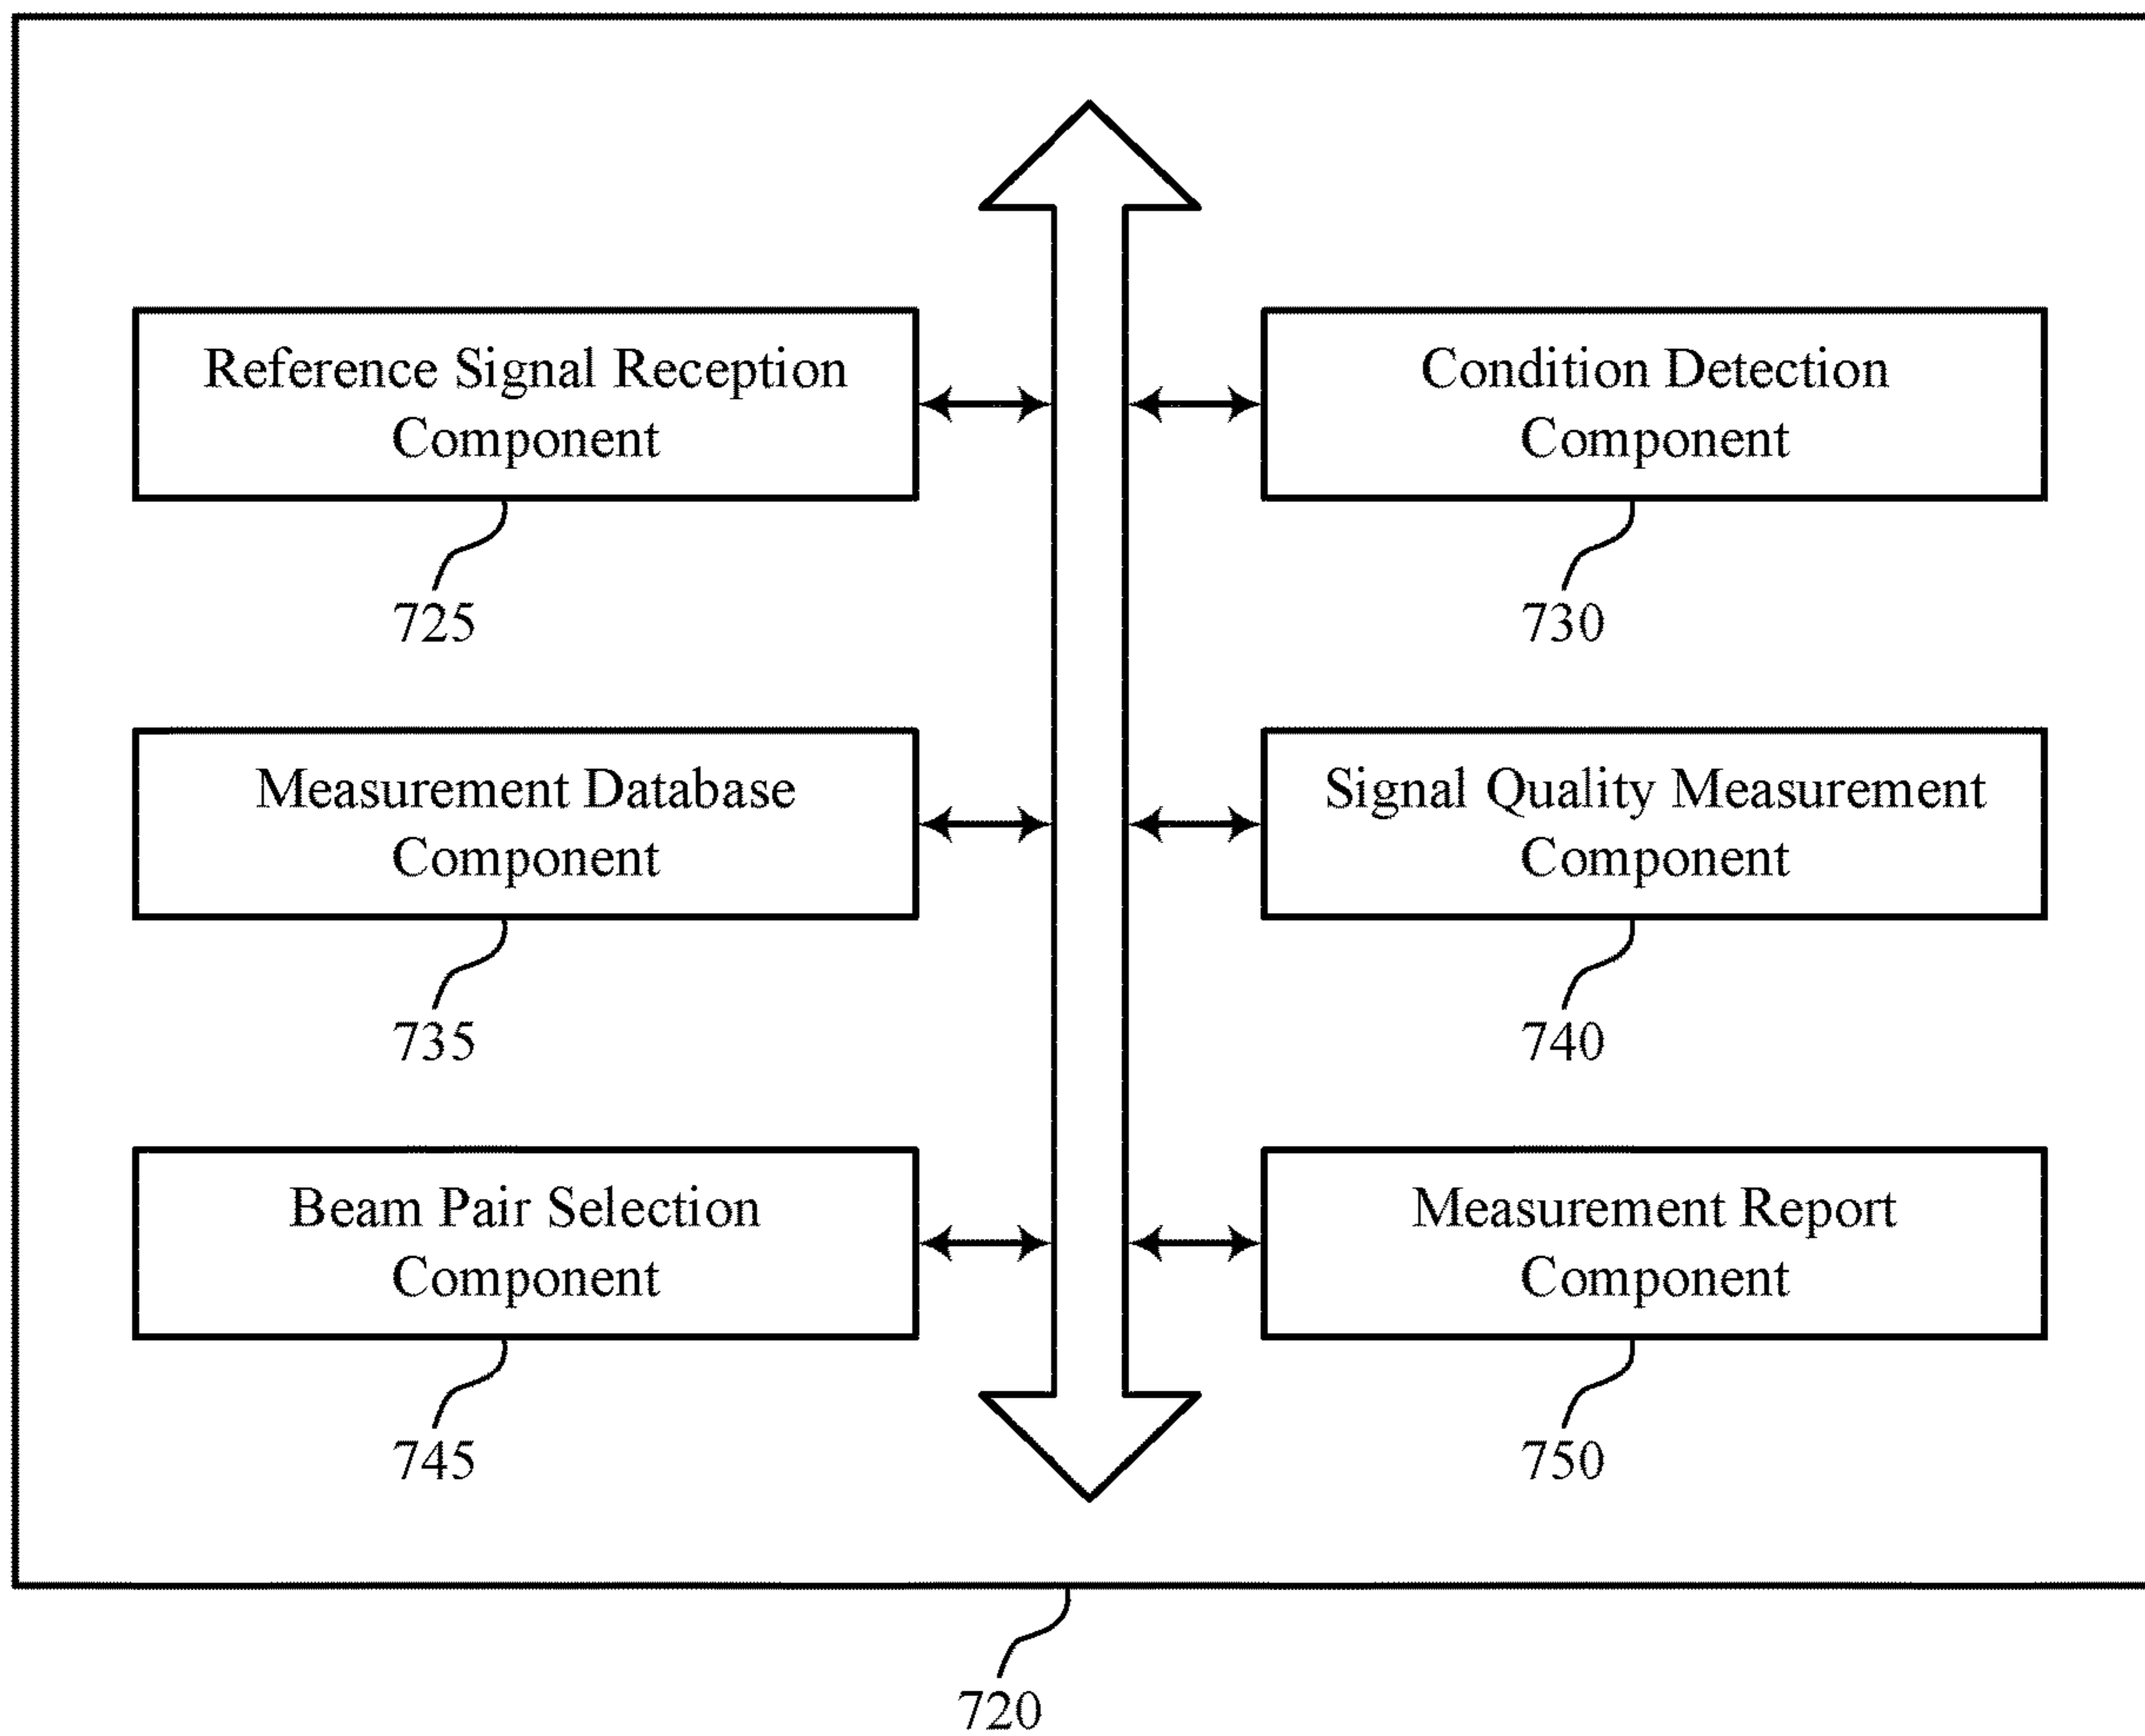 Reference Signal Reception
Component
725
Condition Detection
Component
730
Measurement Database
Component
735
Signal Quality Measurement
Component
740
Beam Pair Selection
Component
745
Measurement Report
Component
750
720